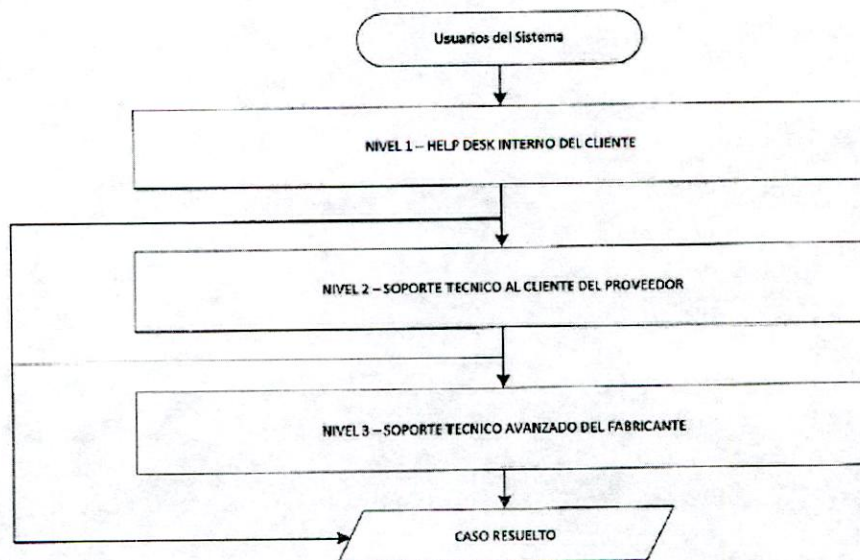 Usuarios del Sistema
NIVEL 1 – HELP DESK INTERNO DEL CLIENTE
NIVEL 2 – SOPORTE TECNICO AL CLIENTE DEL PROVEEDOR
NIVEL 3 – SOPORTE TECNICO AVANZADO DEL FABRICANTE
CASO RESUELTO